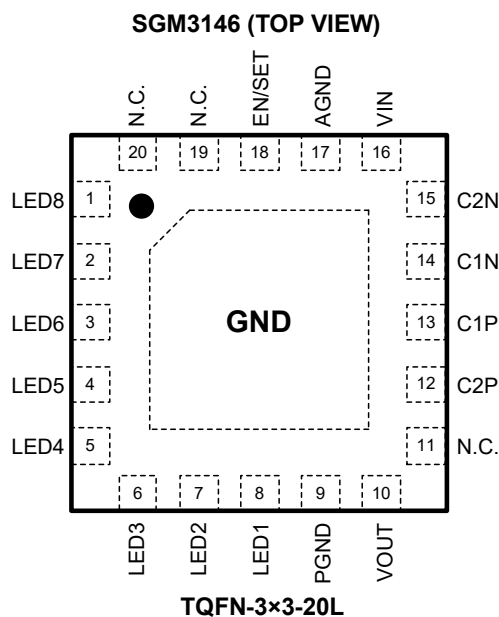 SGM3146 (TOP VIEW)
N.C.
N.C.
EN/SET
AGND
VIN
20
19
18
17
16
LED8
1
15
C2N
LED7
2
14
C1N
LED6
3
GND
13
C1P
LED5
4
12
C2P
LED4
5
11
N.C.
6
7
8
9
10
LED3
LED2
LED1
PGND
VOUT
TQFN-3×3-20L